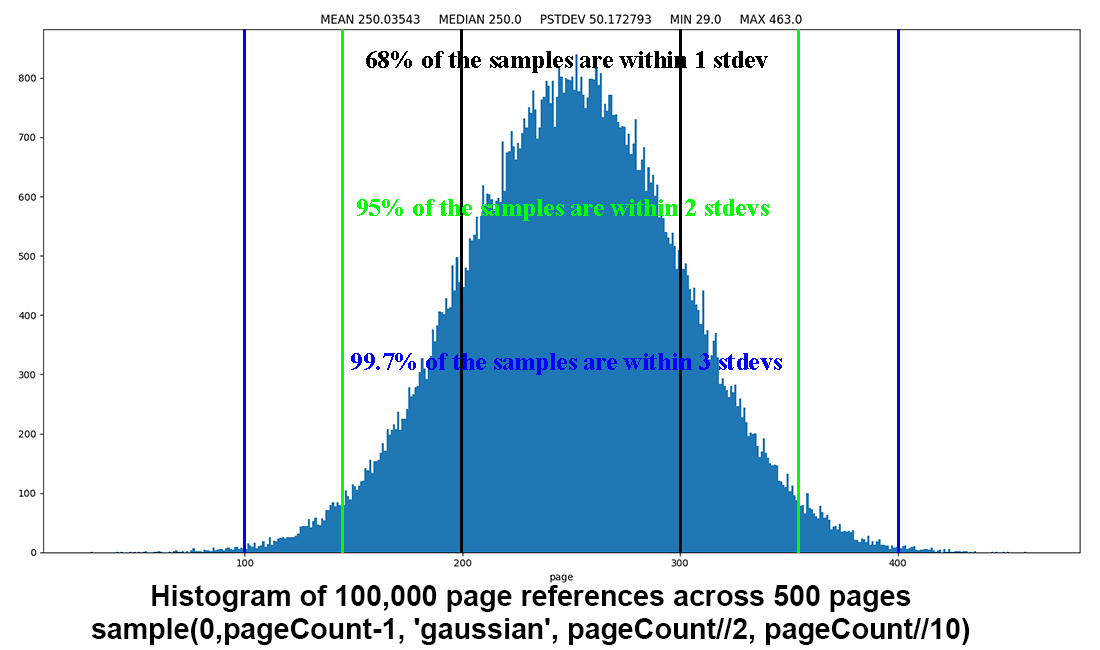 MEAN 250.03543 MEDIAN 250.0 PSTDEV 50.172793 MIN 29.0 MAX 463.0
68% of the samples are within 1 stdev
800
700
600
95% of the samples are within 2 stdevs
500
400
99.7% of the samples are within 3 stdevs
300
200
100
0
100 200 300 400
page
Histogram of 100,000 page references across 500 pages
sample(0,pageCount-1, 'gaussian', pageCount//2, pageCount//10)